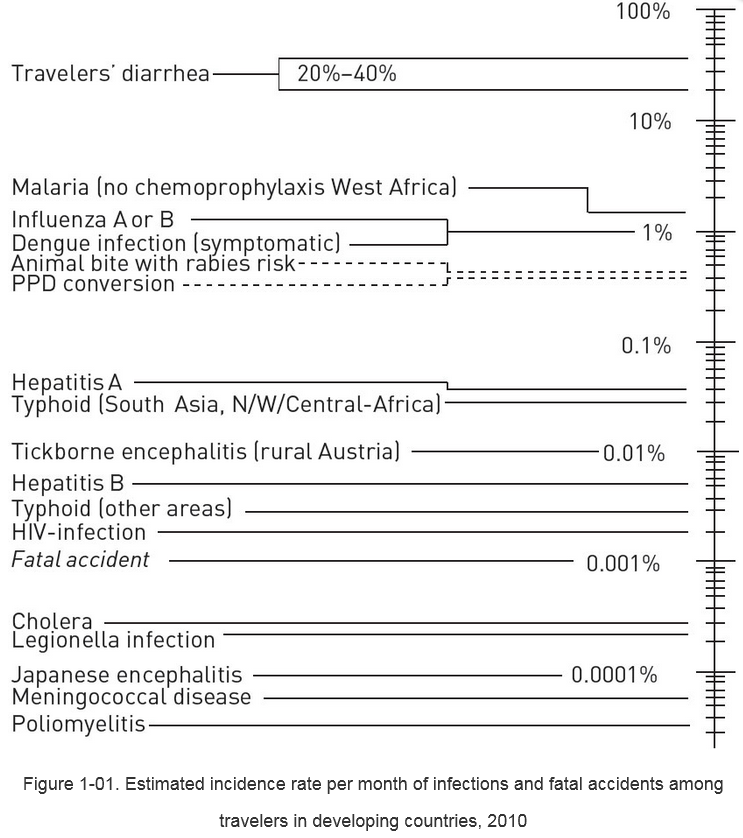 100%
Travelers' diarrhea 20%–40%
10%
Malaria (no chemoprophylaxis West Africa)
Influenza A or B
1%
Dengue infection (symptomatic)
Animal bite with rabies risk
PPD conversion
0.1%
Hepatitis A
Typhoid (South Asia, N/W/Central-Africa)
Tickborne encephalitis (rural Austria) 0.01%
Hepatitis B
Typhoid (other areas)
HIV-infection
Fatal accident 0.001%
Cholera
Legionella infection
Japanese encephalitis 0.0001%
Meningococcal disease
Poliomyelitis
Figure 1-01. Estimated incidence rate per month of infections and fatal accidents among
travelers in developing countries, 2010